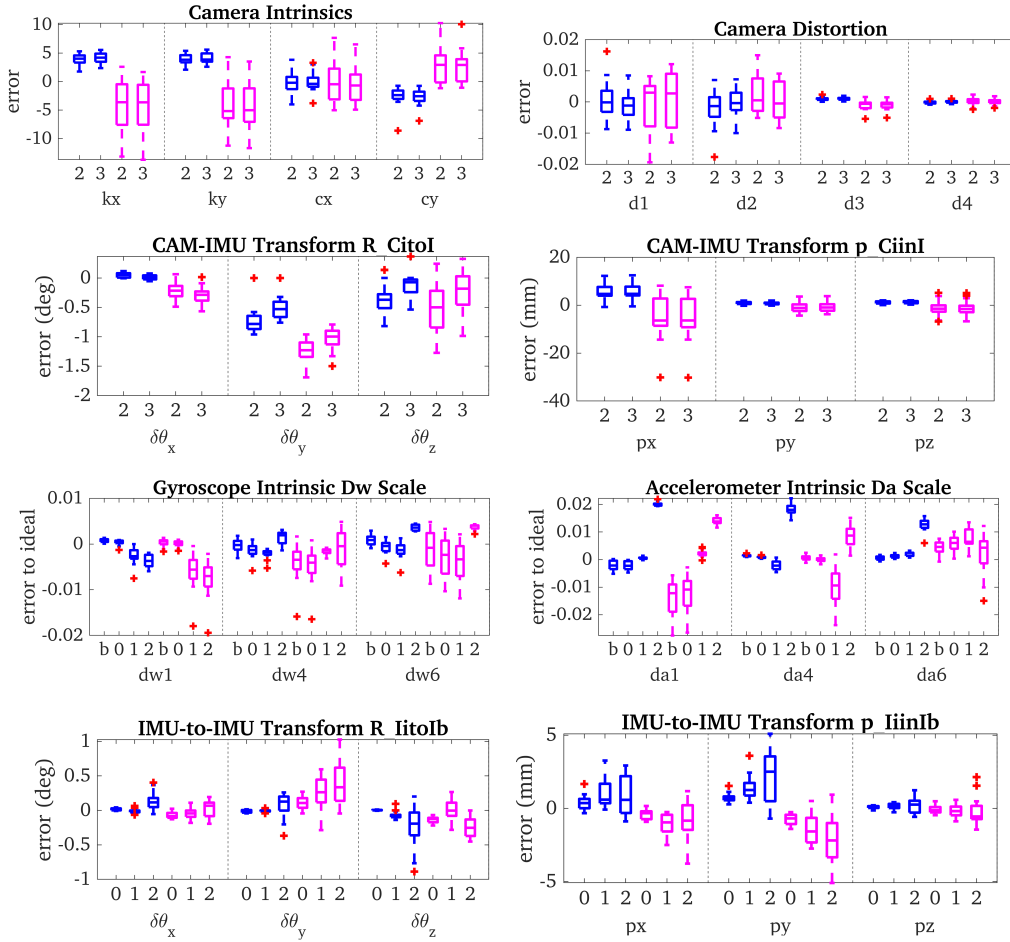 Camera Intrinsics
error
10
5
0
-5
-10
2 3 2 3 2 3 2 3 2 3 2 3 2 3 2 3
kx ky cx cy
Camera Distortion
error
0.02
0.01
0
-0.01
-0.02
2 3 2 3 2 3 2 3 2 3 2 3 2 3 2 3
d1 d2 d3 d4
CAM-IMU Transform R_CitoI
error (deg)
0
-0.5
-1
-1.5
-2
2 3 2 3 2 3 2 3 2 3 2 3
δθx δθy δθz
CAM-IMU Transform p_CiinI
error (mm)
20
0
-20
-40
2 3 2 3 2 3 2 3 2 3 2 3
px py pz
Gyroscope Intrinsic Dw Scale
error to ideal
0.01
0
-0.01
-0.02
b 0 1 2 b 0 1 2 b 0 1 2 b 0 1 2 b 0 1 2 b 0 1 2
dw1 dw4 dw6
Accelerometer Intrinsic Da Scale
error to ideal
0.02
0.01
0
-0.01
-0.02
b 0 1 2 b 0 1 2 b 0 1 2 b 0 1 2 b 0 1 2 b 0 1 2
da1 da4 da6
IMU-to-IMU Transform R_IitoIb
error (deg)
1
0.5
0
-0.5
-1
0 1 2 0 1 2 0 1 2 0 1 2 0 1 2 0 1 2
δθx δθy δθz
IMU-to-IMU Transform p_IiinIb
error (mm)
5
0
-5
0 1 2 0 1 2 0 1 2 0 1 2 0 1 2 0 1 2
px py pz